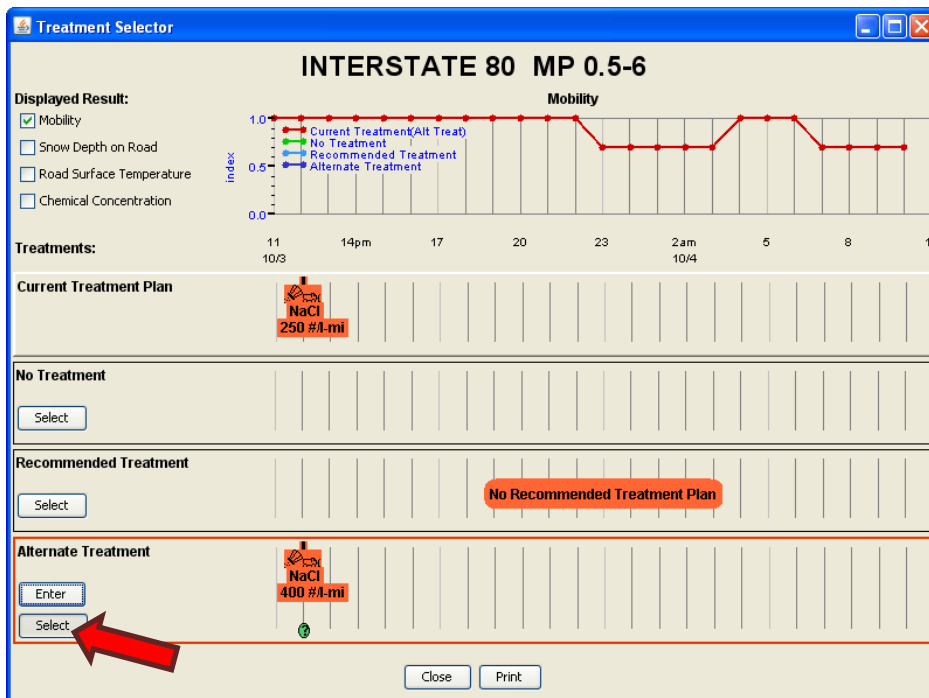 Treatment Selector
INTERSTATE 80 MP 0.5-6
Displayed Result:
Mobility
Snow Depth on Road
Road Surface Temperature
Chemical Concentration
Mobility
index
1.0
0.5
0.0
Current Treatment(Alt Treat)
No Treatment
Recommended Treatment
Alternate Treatment
Treatments:
11 14pm 17 20 23 2am 5 8
10/3 10/4
Current Treatment Plan
NaCl
250 #/l-mi
No Treatment
Select
Recommended Treatment
Select
No Recommended Treatment Plan
Alternate Treatment
Enter
Select
NaCl
400 #/l-mi
?
Close Print